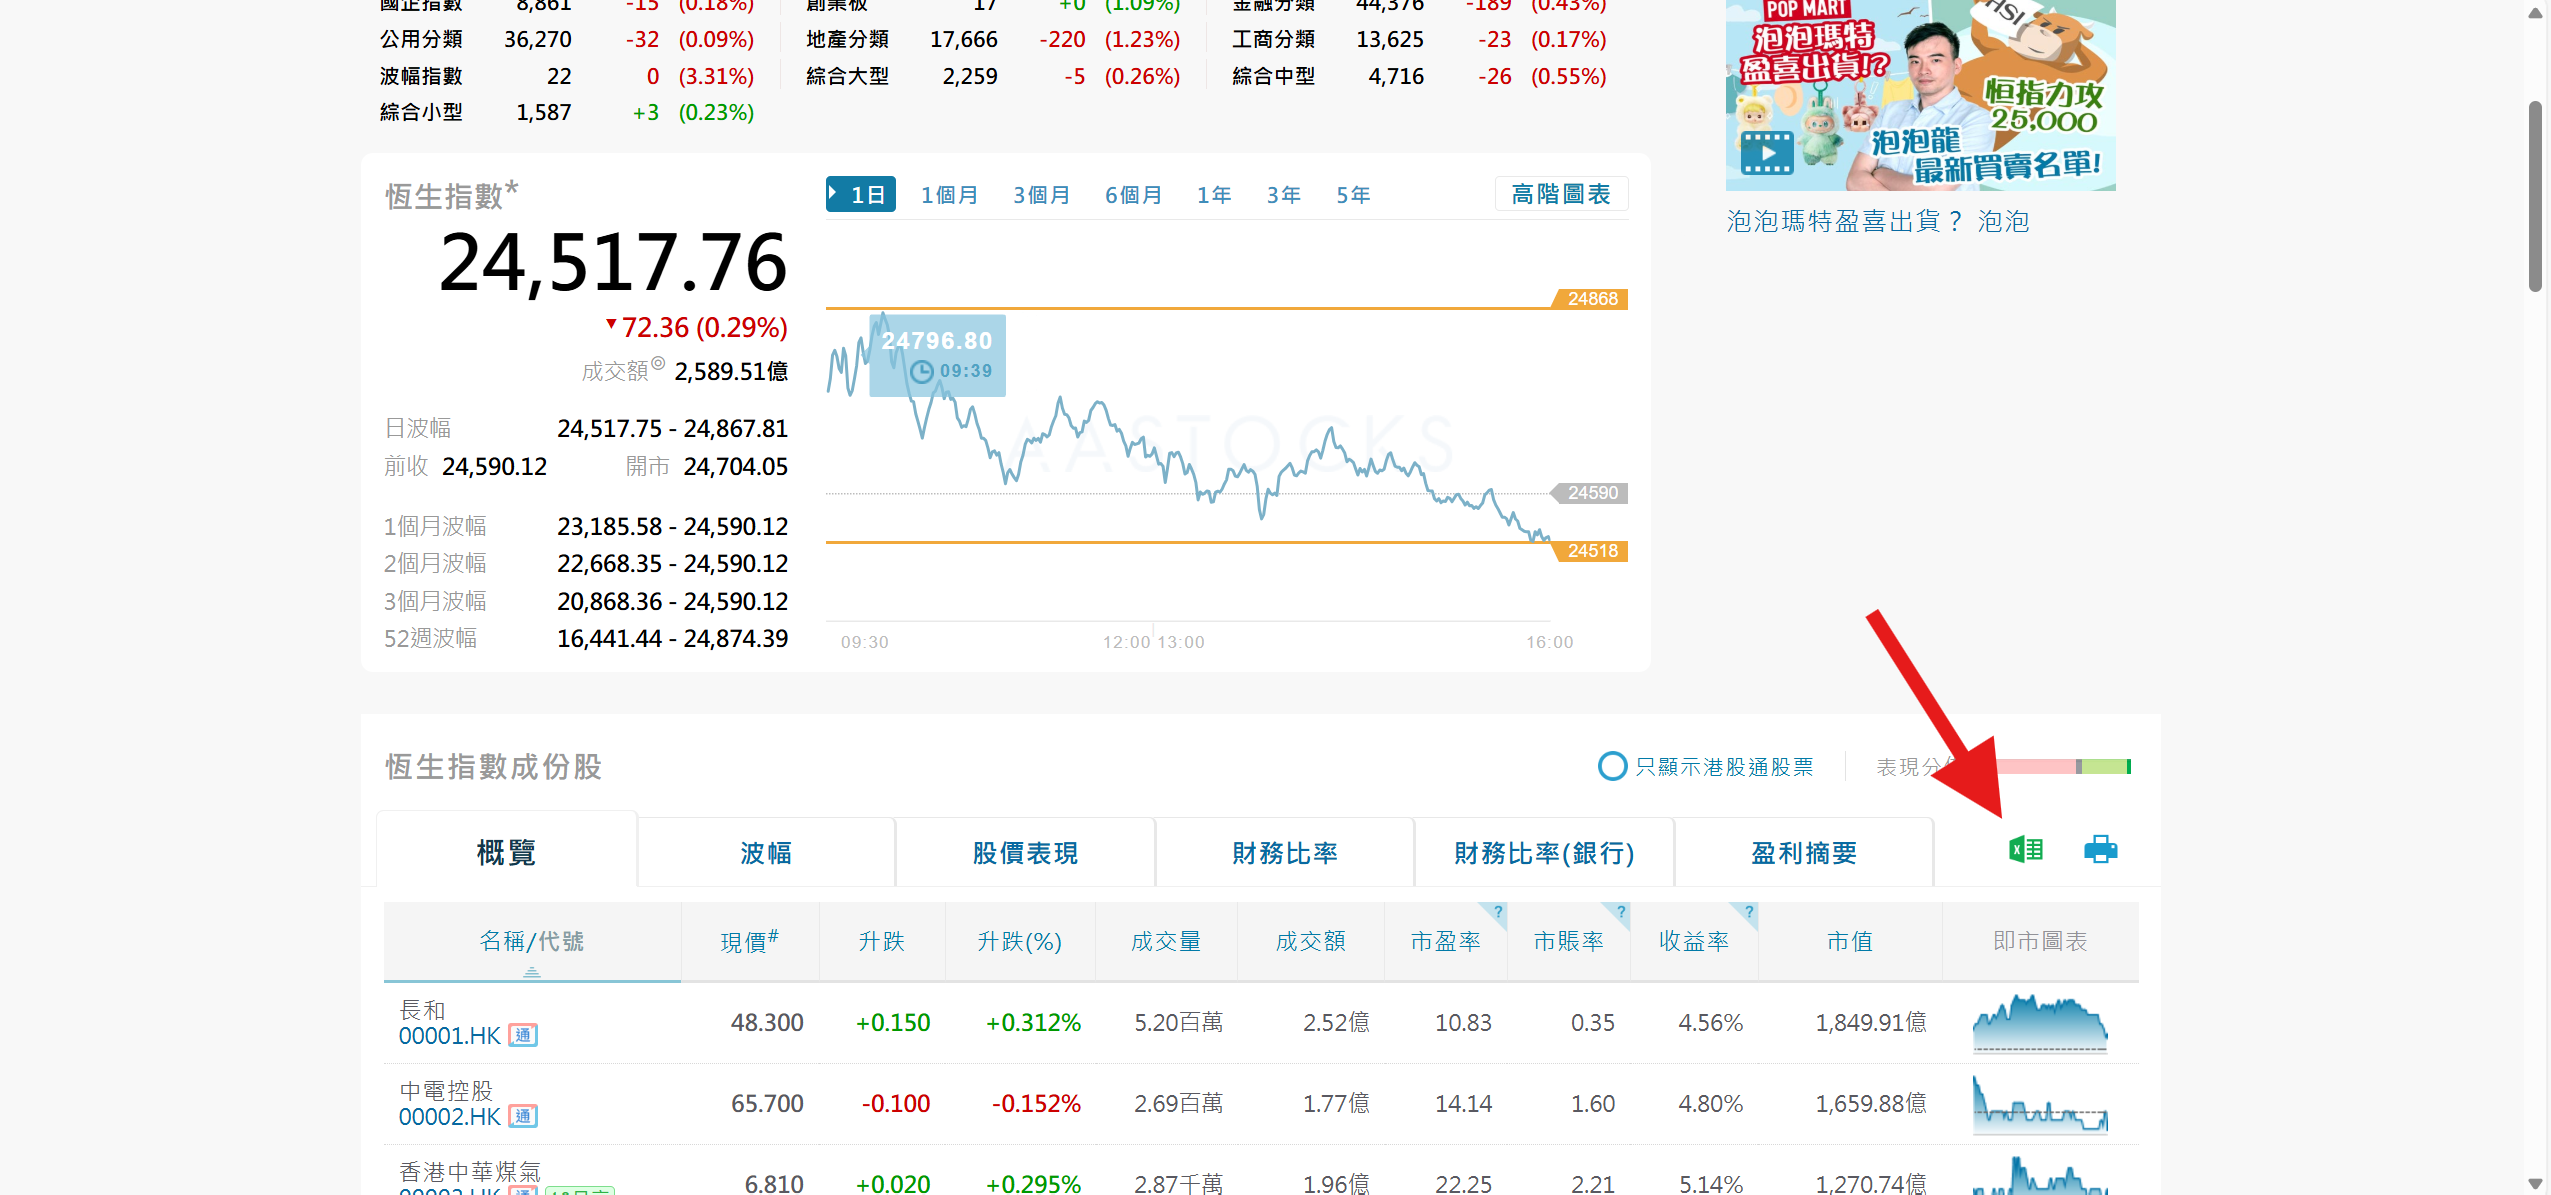 國企指數 8,861 -15 (0.18%) 創業板 17 +0 (1.09%) 金融分類 44,376 -189 (0.43%)
公用分類 36,270 -32 (0.09%) 地產分類 17,666 -220 (1.23%) 工商分類 13,625 -23 (0.17%)
波幅指數 22 0 (3.31%) 綜合大型 2,259 -5 (0.26%) 綜合中型 4,716 -26 (0.55%)
綜合小型 1,587 +3 (0.23%)
POP MART
泡泡瑪特
盈喜出貨!?
HSI
恒指力攻
25,000
泡泡龍
最新買賣名單!
泡泡瑪特盈喜出貨？ 泡泡
恆生指數*
24,517.76
▼72.36 (0.29%)
成交額◎ 2,589.51億
日波幅 24,517.75 - 24,867.81
前收 24,590.12 開市 24,704.05
1個月波幅 23,185.58 - 24,590.12
2個月波幅 22,668.35 - 24,590.12
3個月波幅 20,868.36 - 24,590.12
52週波幅 16,441.44 - 24,874.39
1日 1個月 3個月 6個月 1年 3年 5年 高階圖表
24868
24796.80
09:39
AASTOCKS
24590
24518
09:30 12:00 13:00 16:00
恆生指數成份股
只顯示港股通股票 表現分
概覽 波幅 股價表現 財務比率 財務比率(銀行) 盈利摘要
名稱/代號 現價# 升跌 升跌(%) 成交量 成交額 市盈率 ? 市賬率 ? 收益率 ? 市值 即市圖表
長和
00001.HK 通 48.300 +0.150 +0.312% 5.20百萬 2.52億 10.83 0.35 4.56% 1,849.91億
中電控股
00002.HK 通 65.700 -0.100 -0.152% 2.69百萬 1.77億 14.14 1.60 4.80% 1,659.88億
香港中華煤氣
00003.HK 通 6.810 +0.020 +0.295% 2.87千萬 1.96億 22.25 2.21 5.14% 1,270.74億